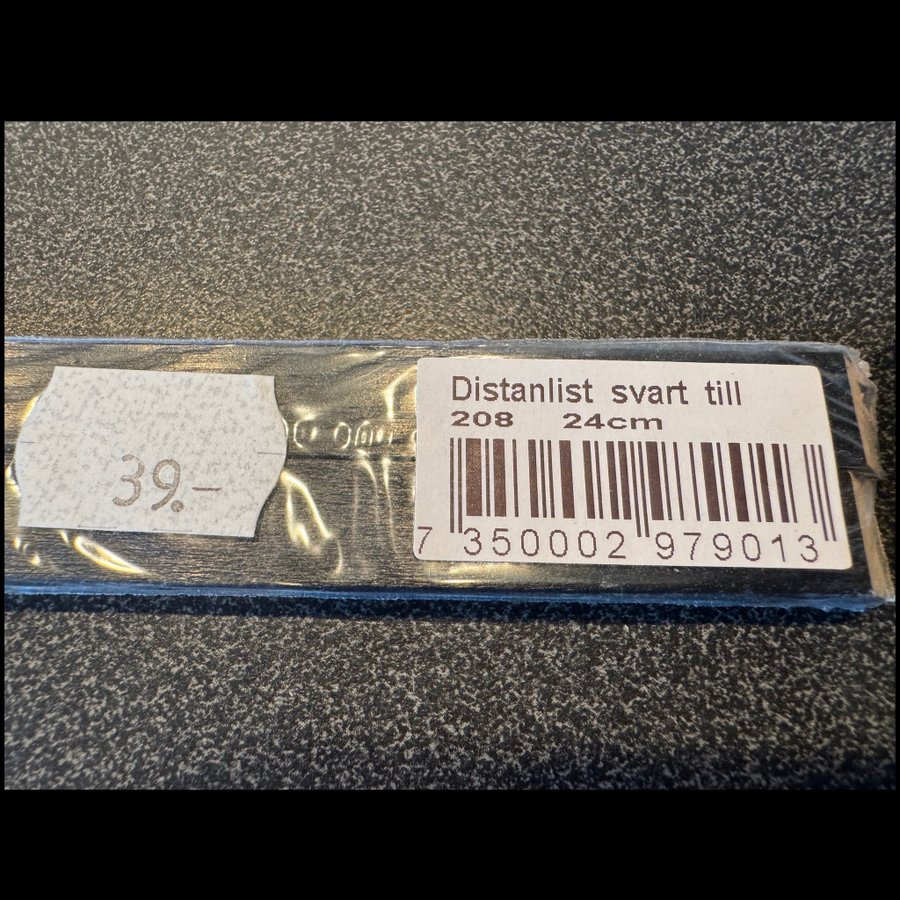 39.–
Distanlist svart till
208 24cm
7 350002 979013